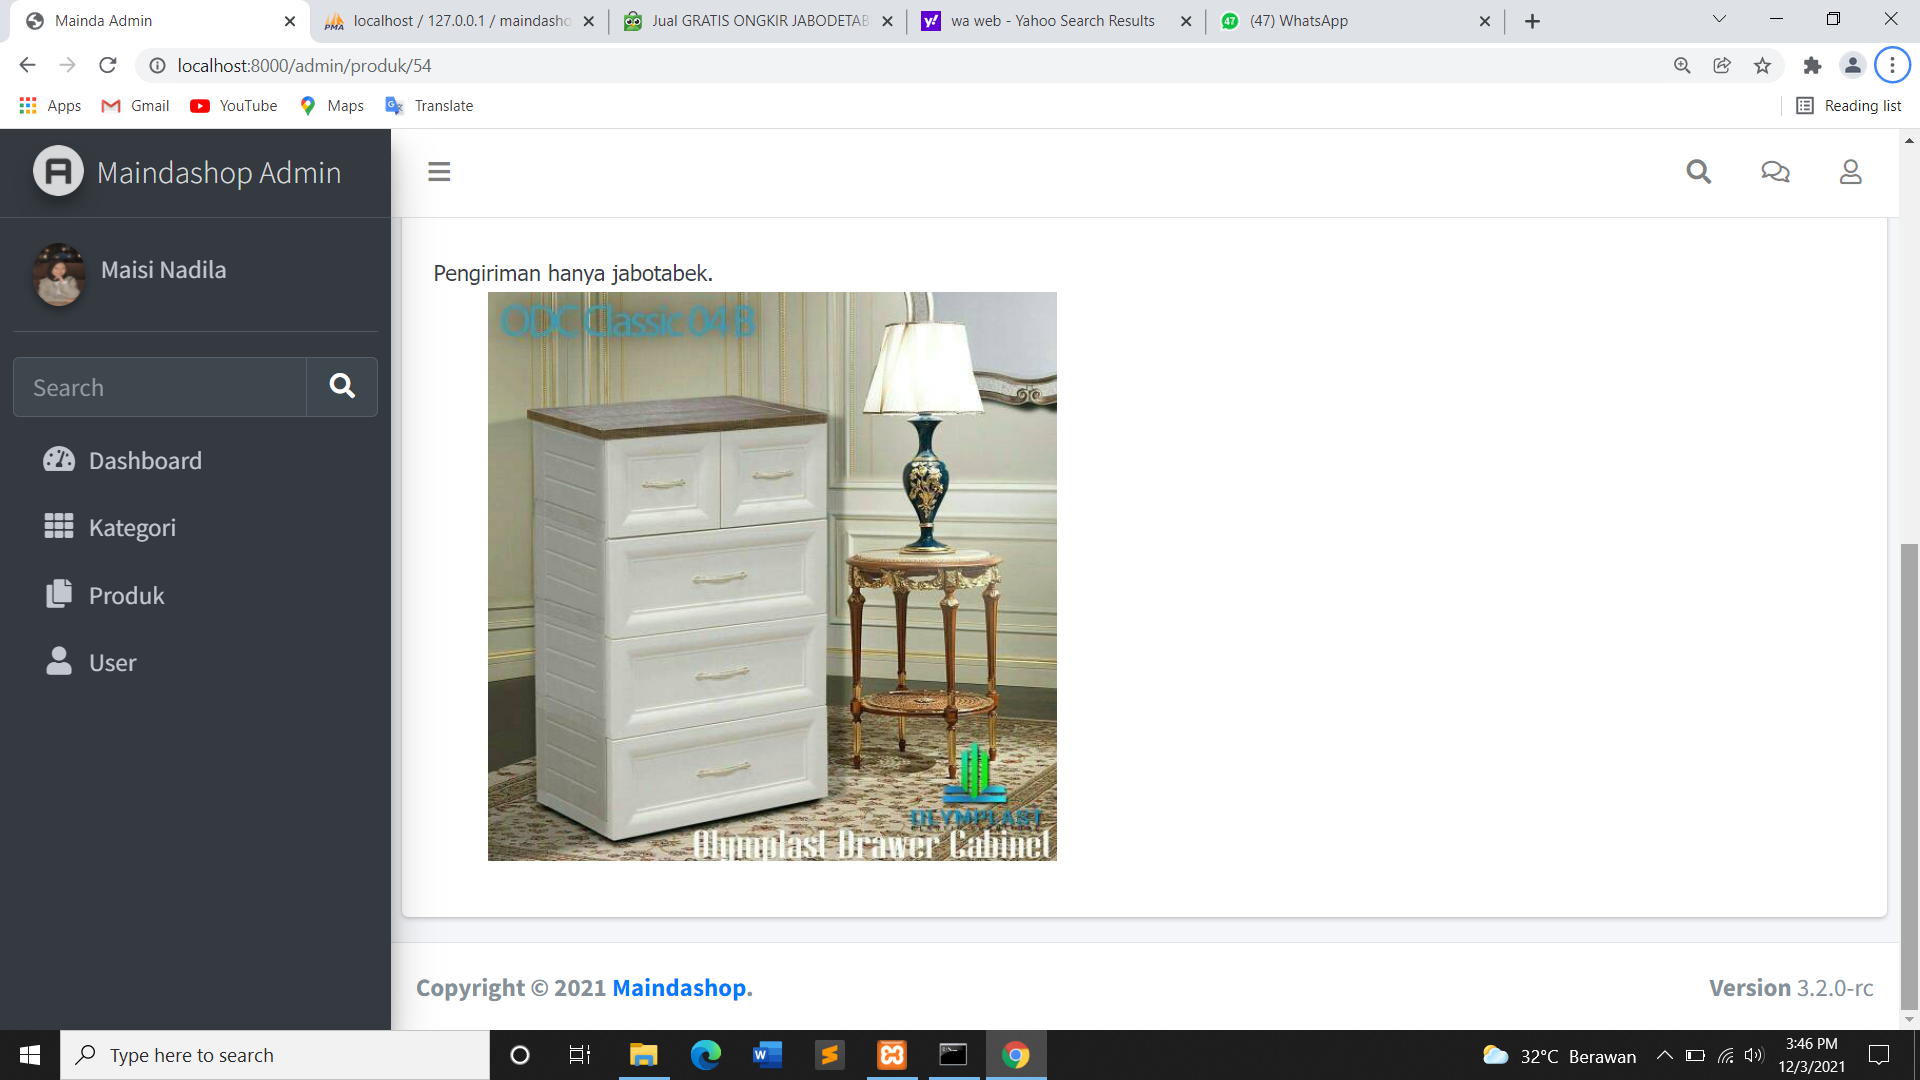 Mainda Admin
localhost / 127.0.0.1 / maindasho
Jual GRATIS ONGKIR JABODETAB
wa web - Yahoo Search Results
(47) WhatsApp
localhost:8000/admin/produk/54
Apps
Gmail
YouTube
Maps
Translate
Reading list
Maindashop Admin
Maisi Nadila
Search
Dashboard
Kategori
Produk
User
Pengiriman hanya jabotabek.
ODC Classic 04 B
OLYMPLAST
Olymplast Drawer Cabinet
Copyright © 2021 Maindashop.
Version 3.2.0-rc
Type here to search
32°C Berawan
3:46 PM
12/3/2021